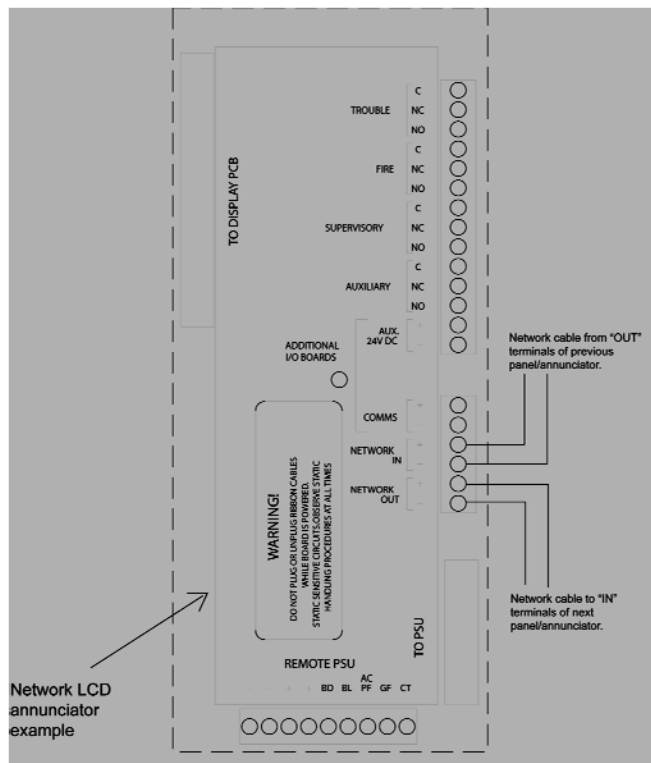 C
TROUBLE NC
NO
C
FIRE NC
NO
C
SUPERVISORY NC
NO
C
AUXILIARY NC
NO
TO DISPLAY PCB
AUX. +
24V DC –
ADDITIONAL
I/O BOARDS
Network cable from “OUT”
terminals of previous
panel/annunciator.
COMMS +
–
NETWORK +
IN –
NETWORK +
OUT –
WARNING!
DO NOT PLUG OR UNPLUG RIBBON CABLES
WHILE BOARD IS POWERED.
STATIC SENSITIVE CIRCUITS.OBSERVE STATIC
HANDLING PROCEDURES AT ALL TIMES
Network cable to “IN”
terminals of next
panel/annunciator.
TO PSU
REMOTE PSU
AC
– – + + BD BL PF GF CT
Network LCD
annunciator
example